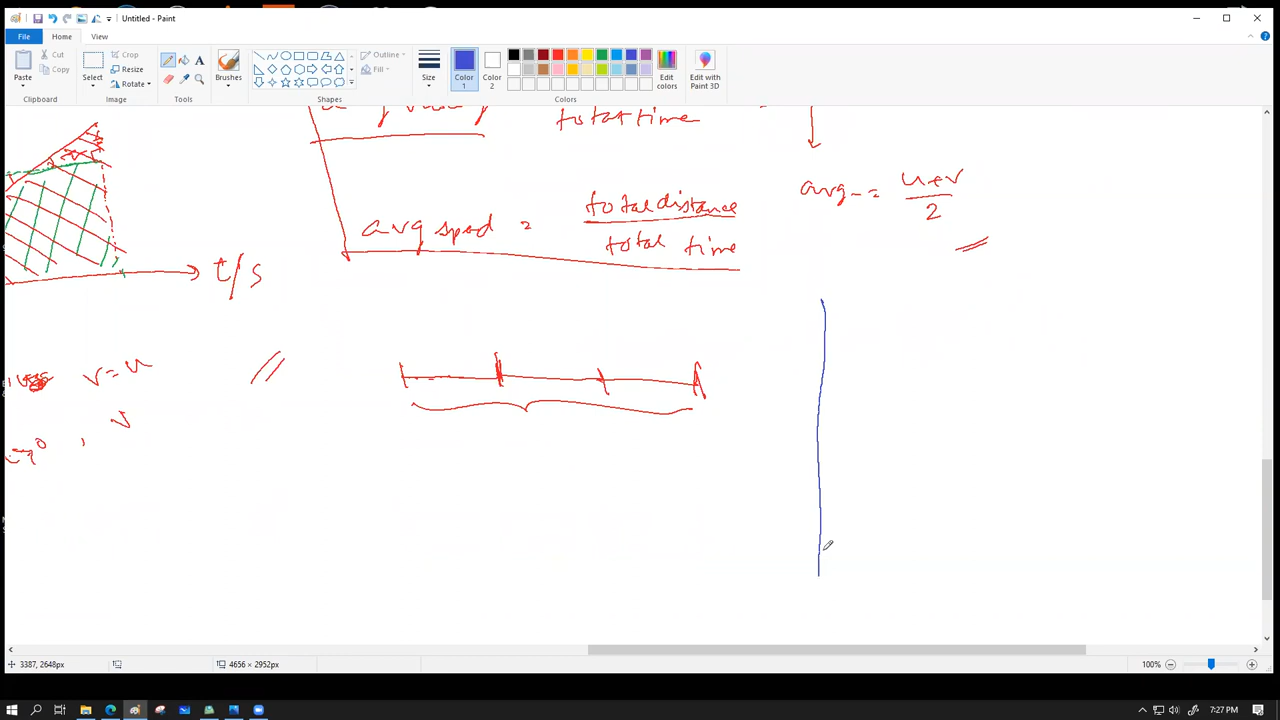 Untitled - Paint
File Home View
Paste Cut Copy Clipboard
Select Crop Resize Rotate Image
Tools
Brushes
Shapes Outline Fill
Size
Color 1 Color 2
Edit colors Colors
Edit with Paint 3D
total time
avg = u+v
2
avg speed = total distance
total time
t/s
v=u
3387, 2648px
4656 × 2952px
100%
7:27 PM